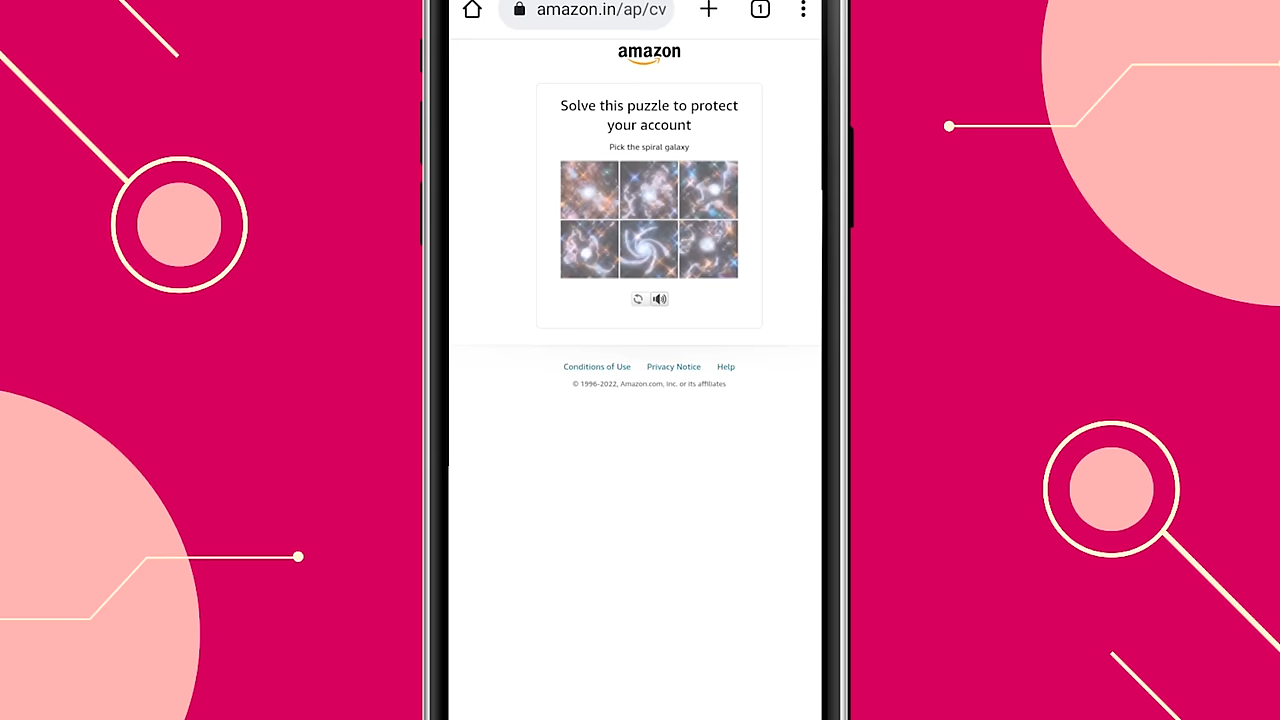 amazon.in/ap/cv
1
amazon
Solve this puzzle to protect
your account
Pick the spiral galaxy
Conditions of Use Privacy Notice Help
© 1996-2022, Amazon.com, Inc. or its affiliates